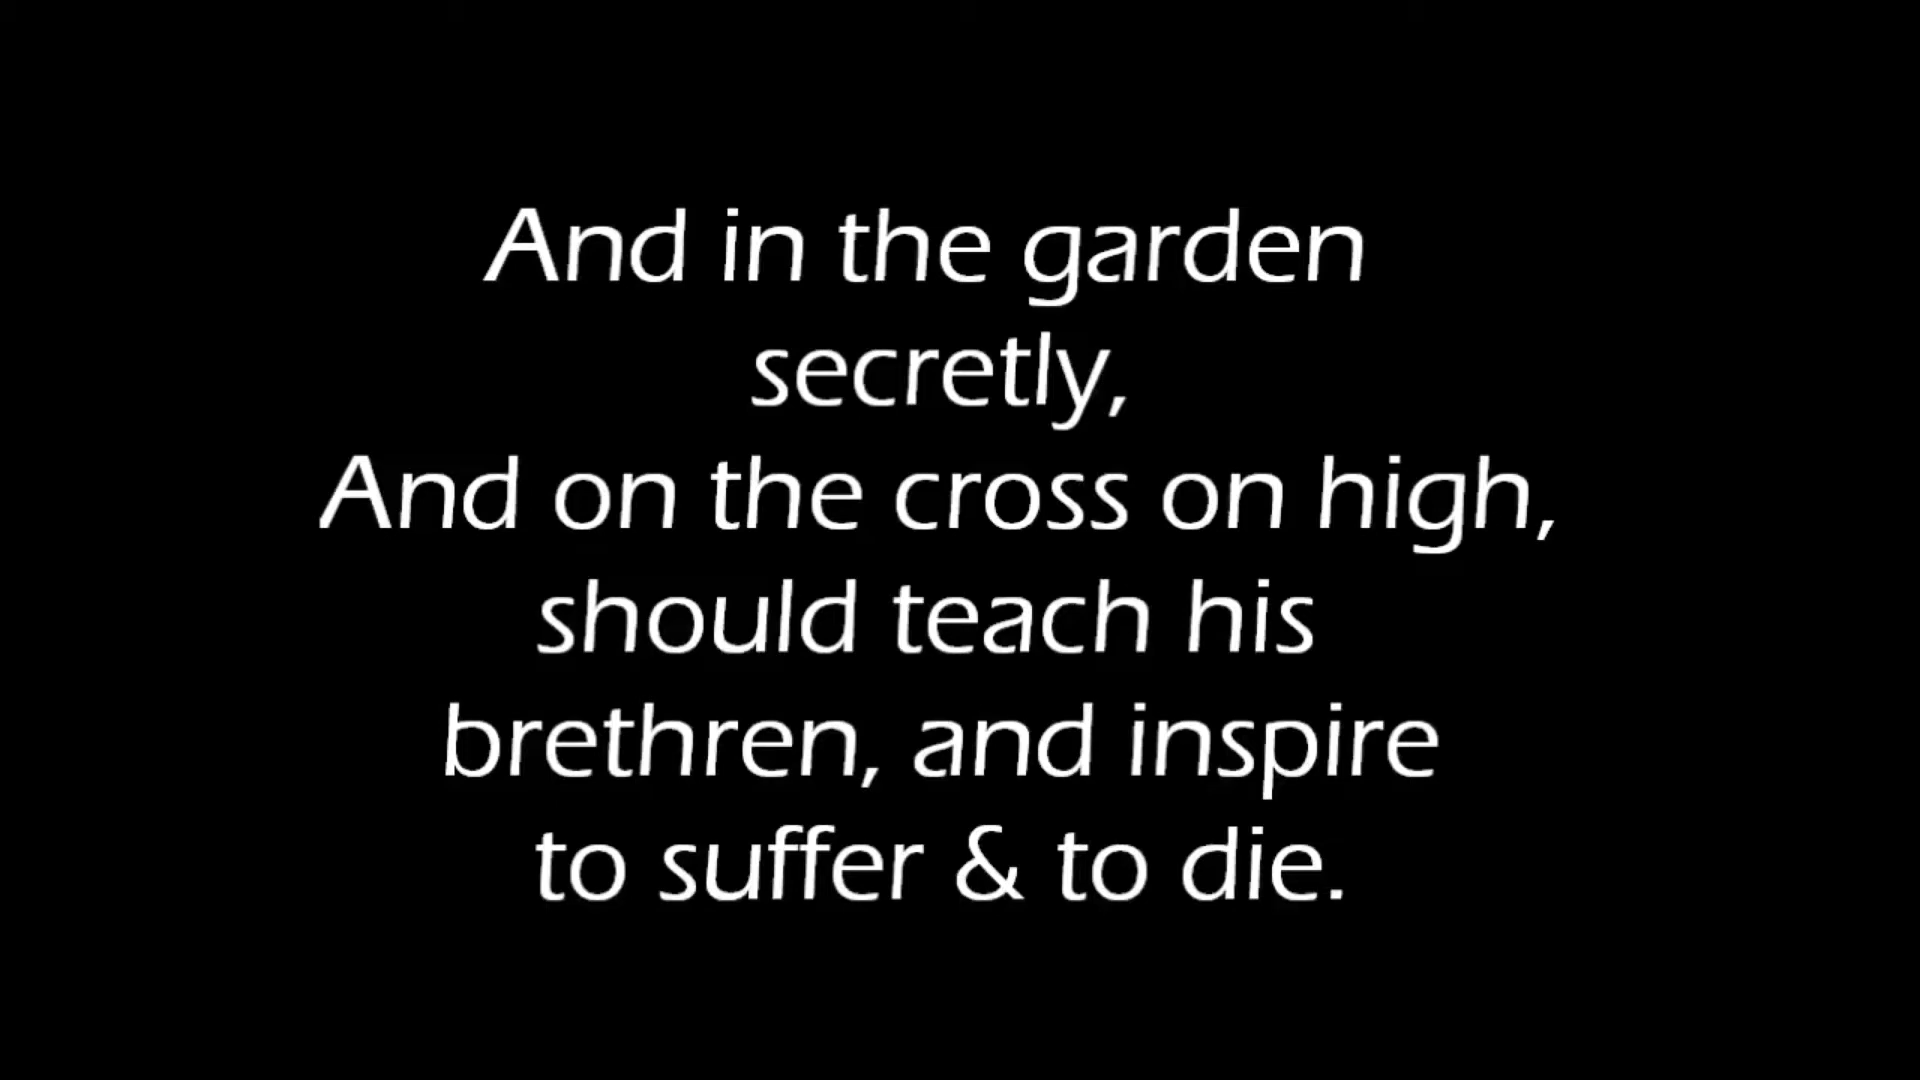 And in the garden
secretly,
And on the cross on high,
should teach his
brethren, and inspire
to suffer & to die.